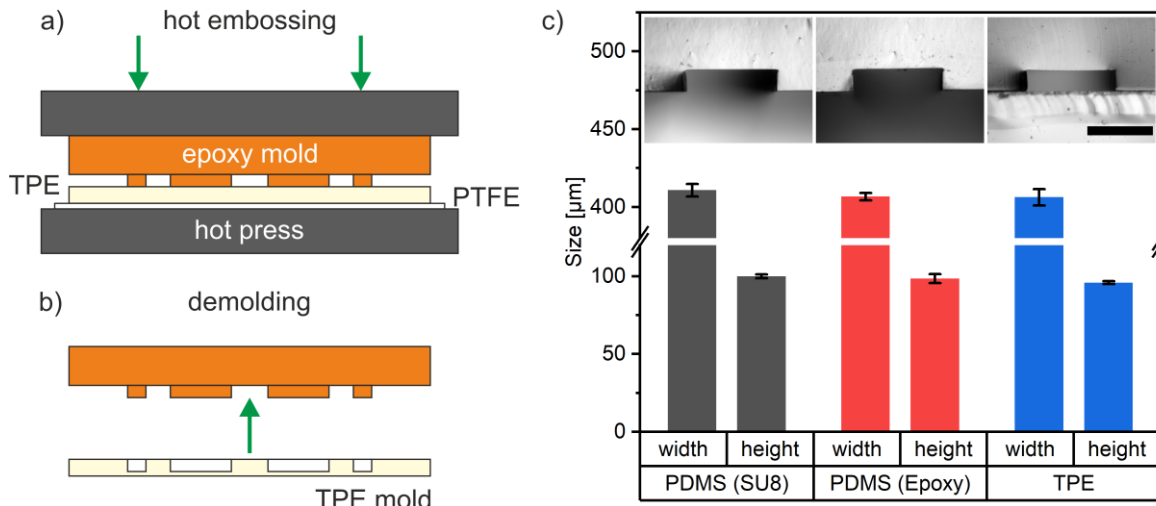 a)
hot embossing
epoxy mold
TPE
PTFE
hot press
b)
demolding
TPE mold
c)
Size [µm]
500
450
400
100
50
0
width height width height width height
PDMS (SU8) PDMS (Epoxy) TPE